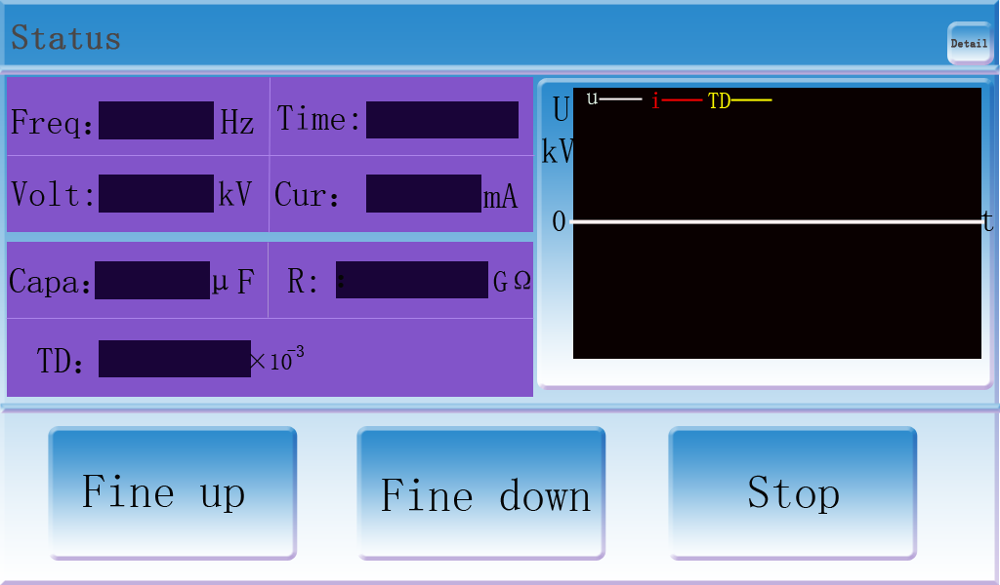 Status
Detail
Freq: Hz Time:
Volt: kV Cur: mA
Capa: μF R: : GΩ
TD: ×10⁻³
U
kV
0
u i TD
t
Fine up Fine down Stop